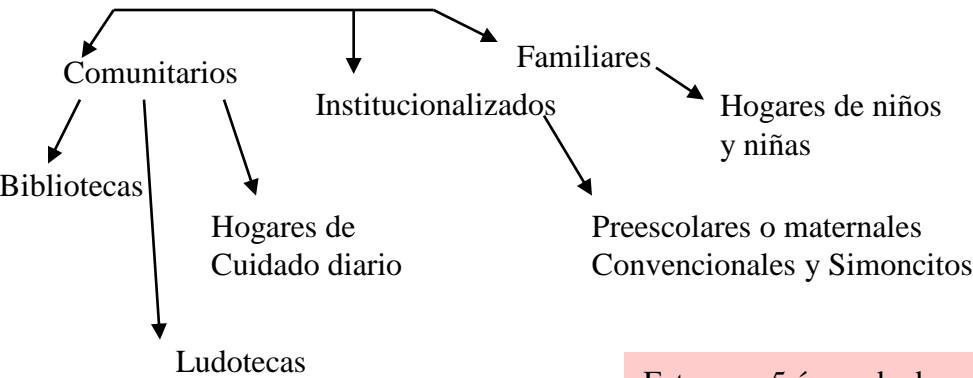 Familiares
Comunitarios
Institucionalizados
Hogares de niños
y niñas
Bibliotecas
Hogares de
Cuidado diario
Preescolares o maternales
Convencionales y Simoncitos
Ludotecas